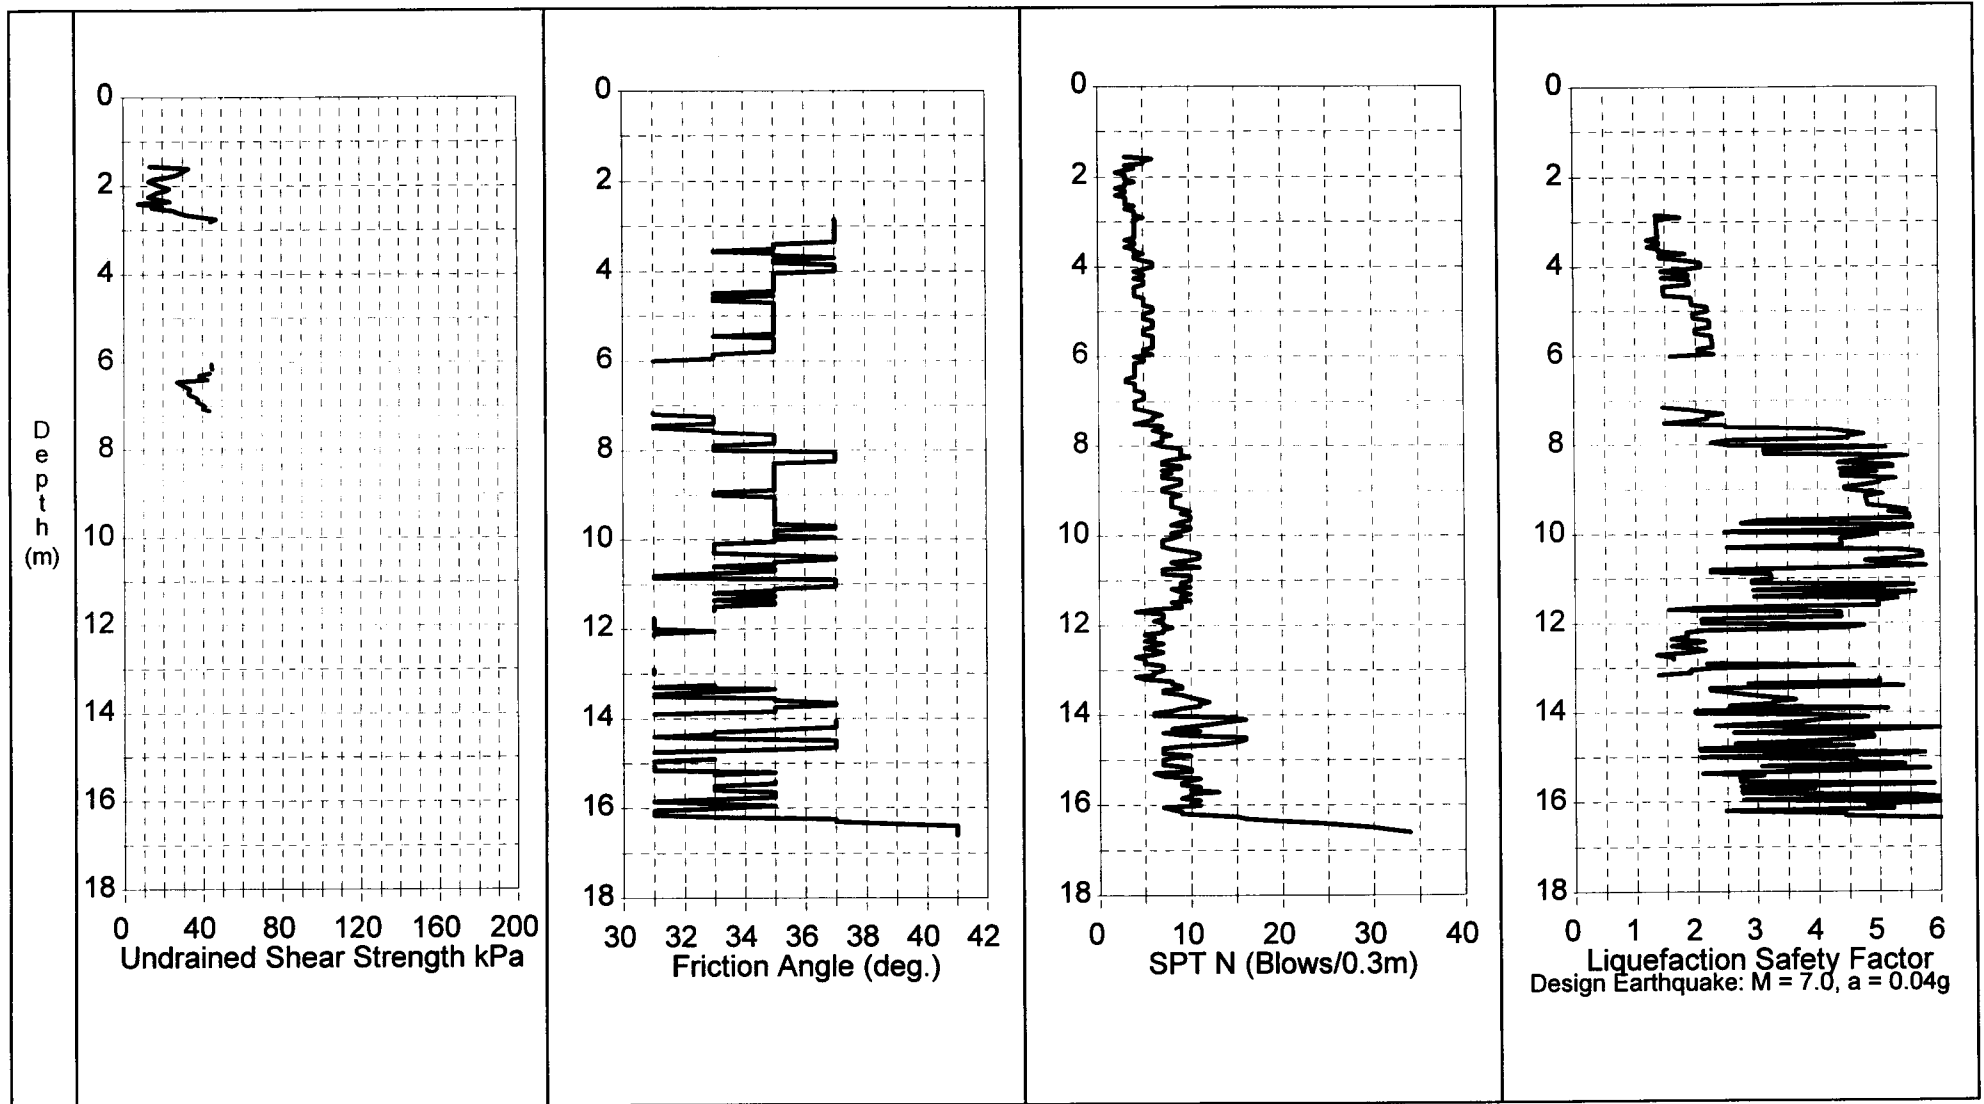 D
e
p
t
h
(m)
0
2
4
6
8
10
12
14
16
18
0 40 80 120 160 200
Undrained Shear Strength kPa
0
2
4
6
8
10
12
14
16
18
30 32 34 36 38 40 42
Friction Angle (deg.)
0
2
4
6
8
10
12
14
16
18
0 10 20 30 40
SPT N (Blows/0.3m)
0
2
4
6
8
10
12
14
16
18
0 1 2 3 4 5 6
Liquefaction Safety Factor
Design Earthquake: M = 7.0, a = 0.04g